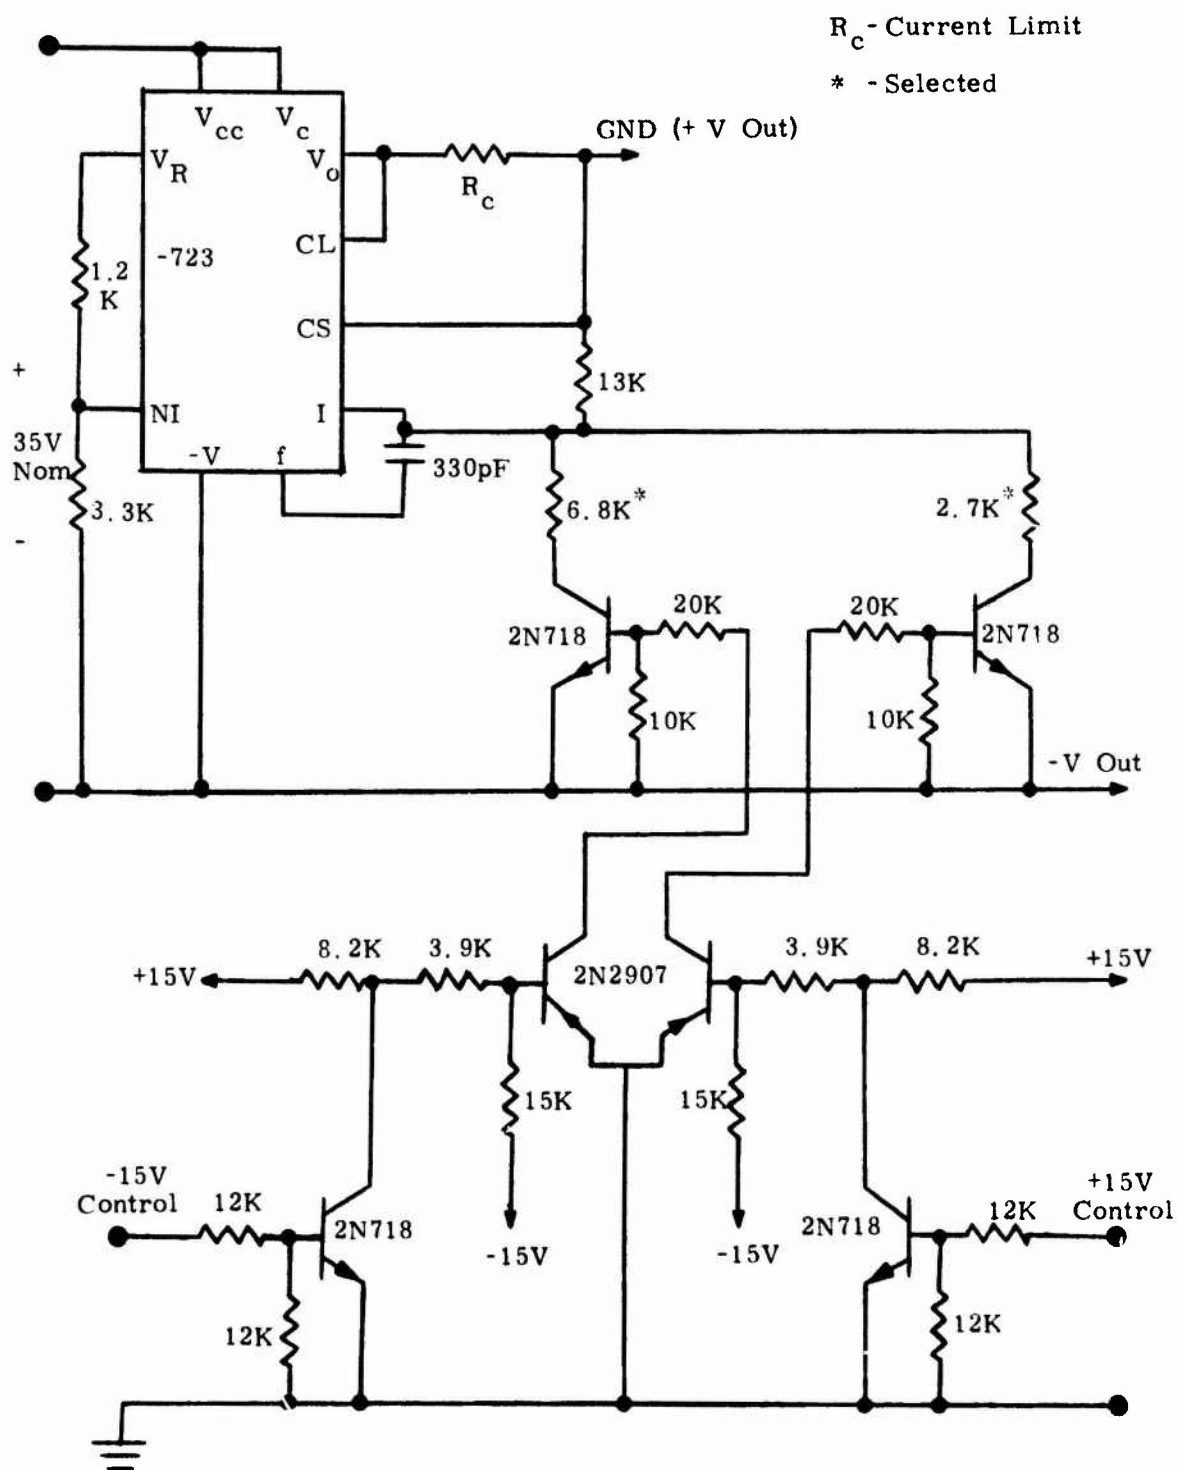 R_c - Current Limit
* - Selected
V_cc
V_c
GND (+ V Out)
V_R
V_o
R_c
CL
-723
1.2
K
CS
+
13K
NI
I
35V
Nom
-V
f
330pF
3.3K
6.8K*
2.7K*
-
20K
20K
2N718
2N718
10K
10K
-V Out
8.2K
3.9K
3.9K
8.2K
+15V
2N2907
+15V
15K
15K
-15V
Control
12K
2N718
-15V
-15V
2N718
12K
+15V
Control
12K
12K